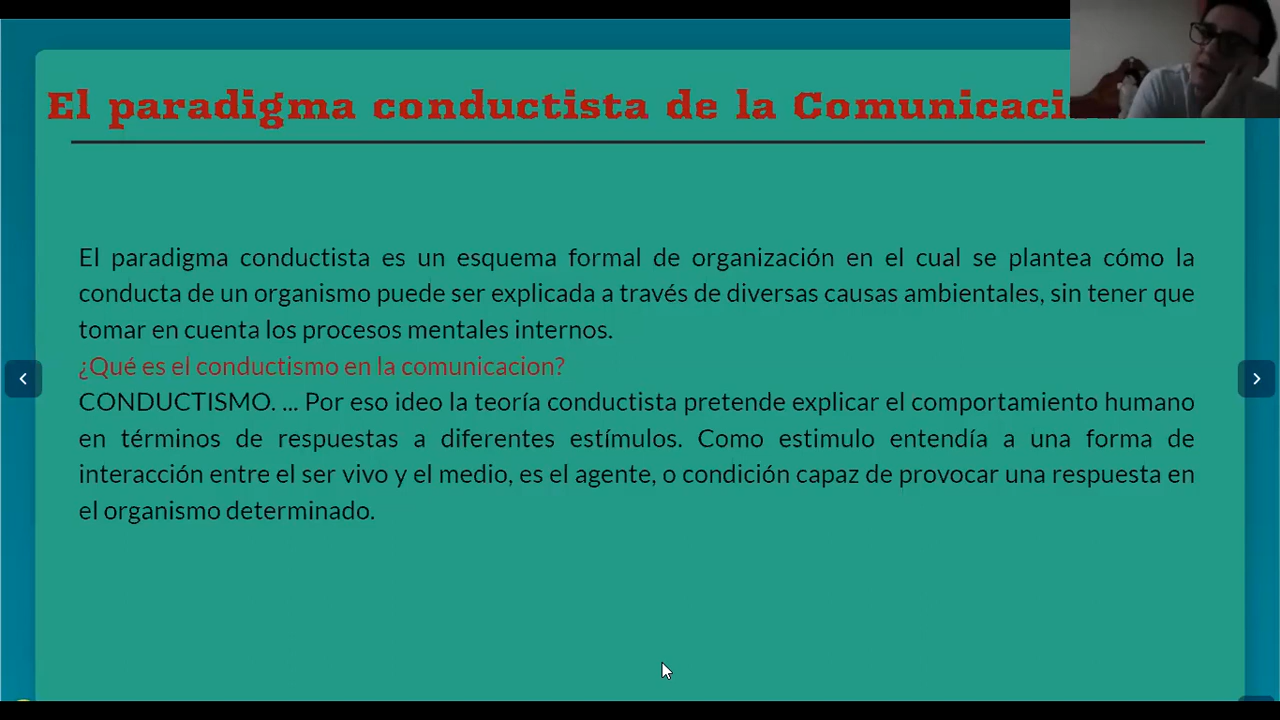 El paradigma conductista de la
El paradigma conductista es un esquema formal de organización en el cual se plantea cómo la
conducta de un organismo puede ser explicada a través de diversas causas ambientales, sin tener que
tomar en cuenta los procesos mentales internos.
¿Qué es el conductismo en la comunicacion?
CONDUCTISMO. ... Por eso ideo la teoría conductista pretende explicar el comportamiento humano
en términos de respuestas a diferentes estímulos. Como estimulo entendía a una forma de
interacción entre el ser vivo y el medio, es el agente, o condición capaz de provocar una respuesta en
el organismo determinado.